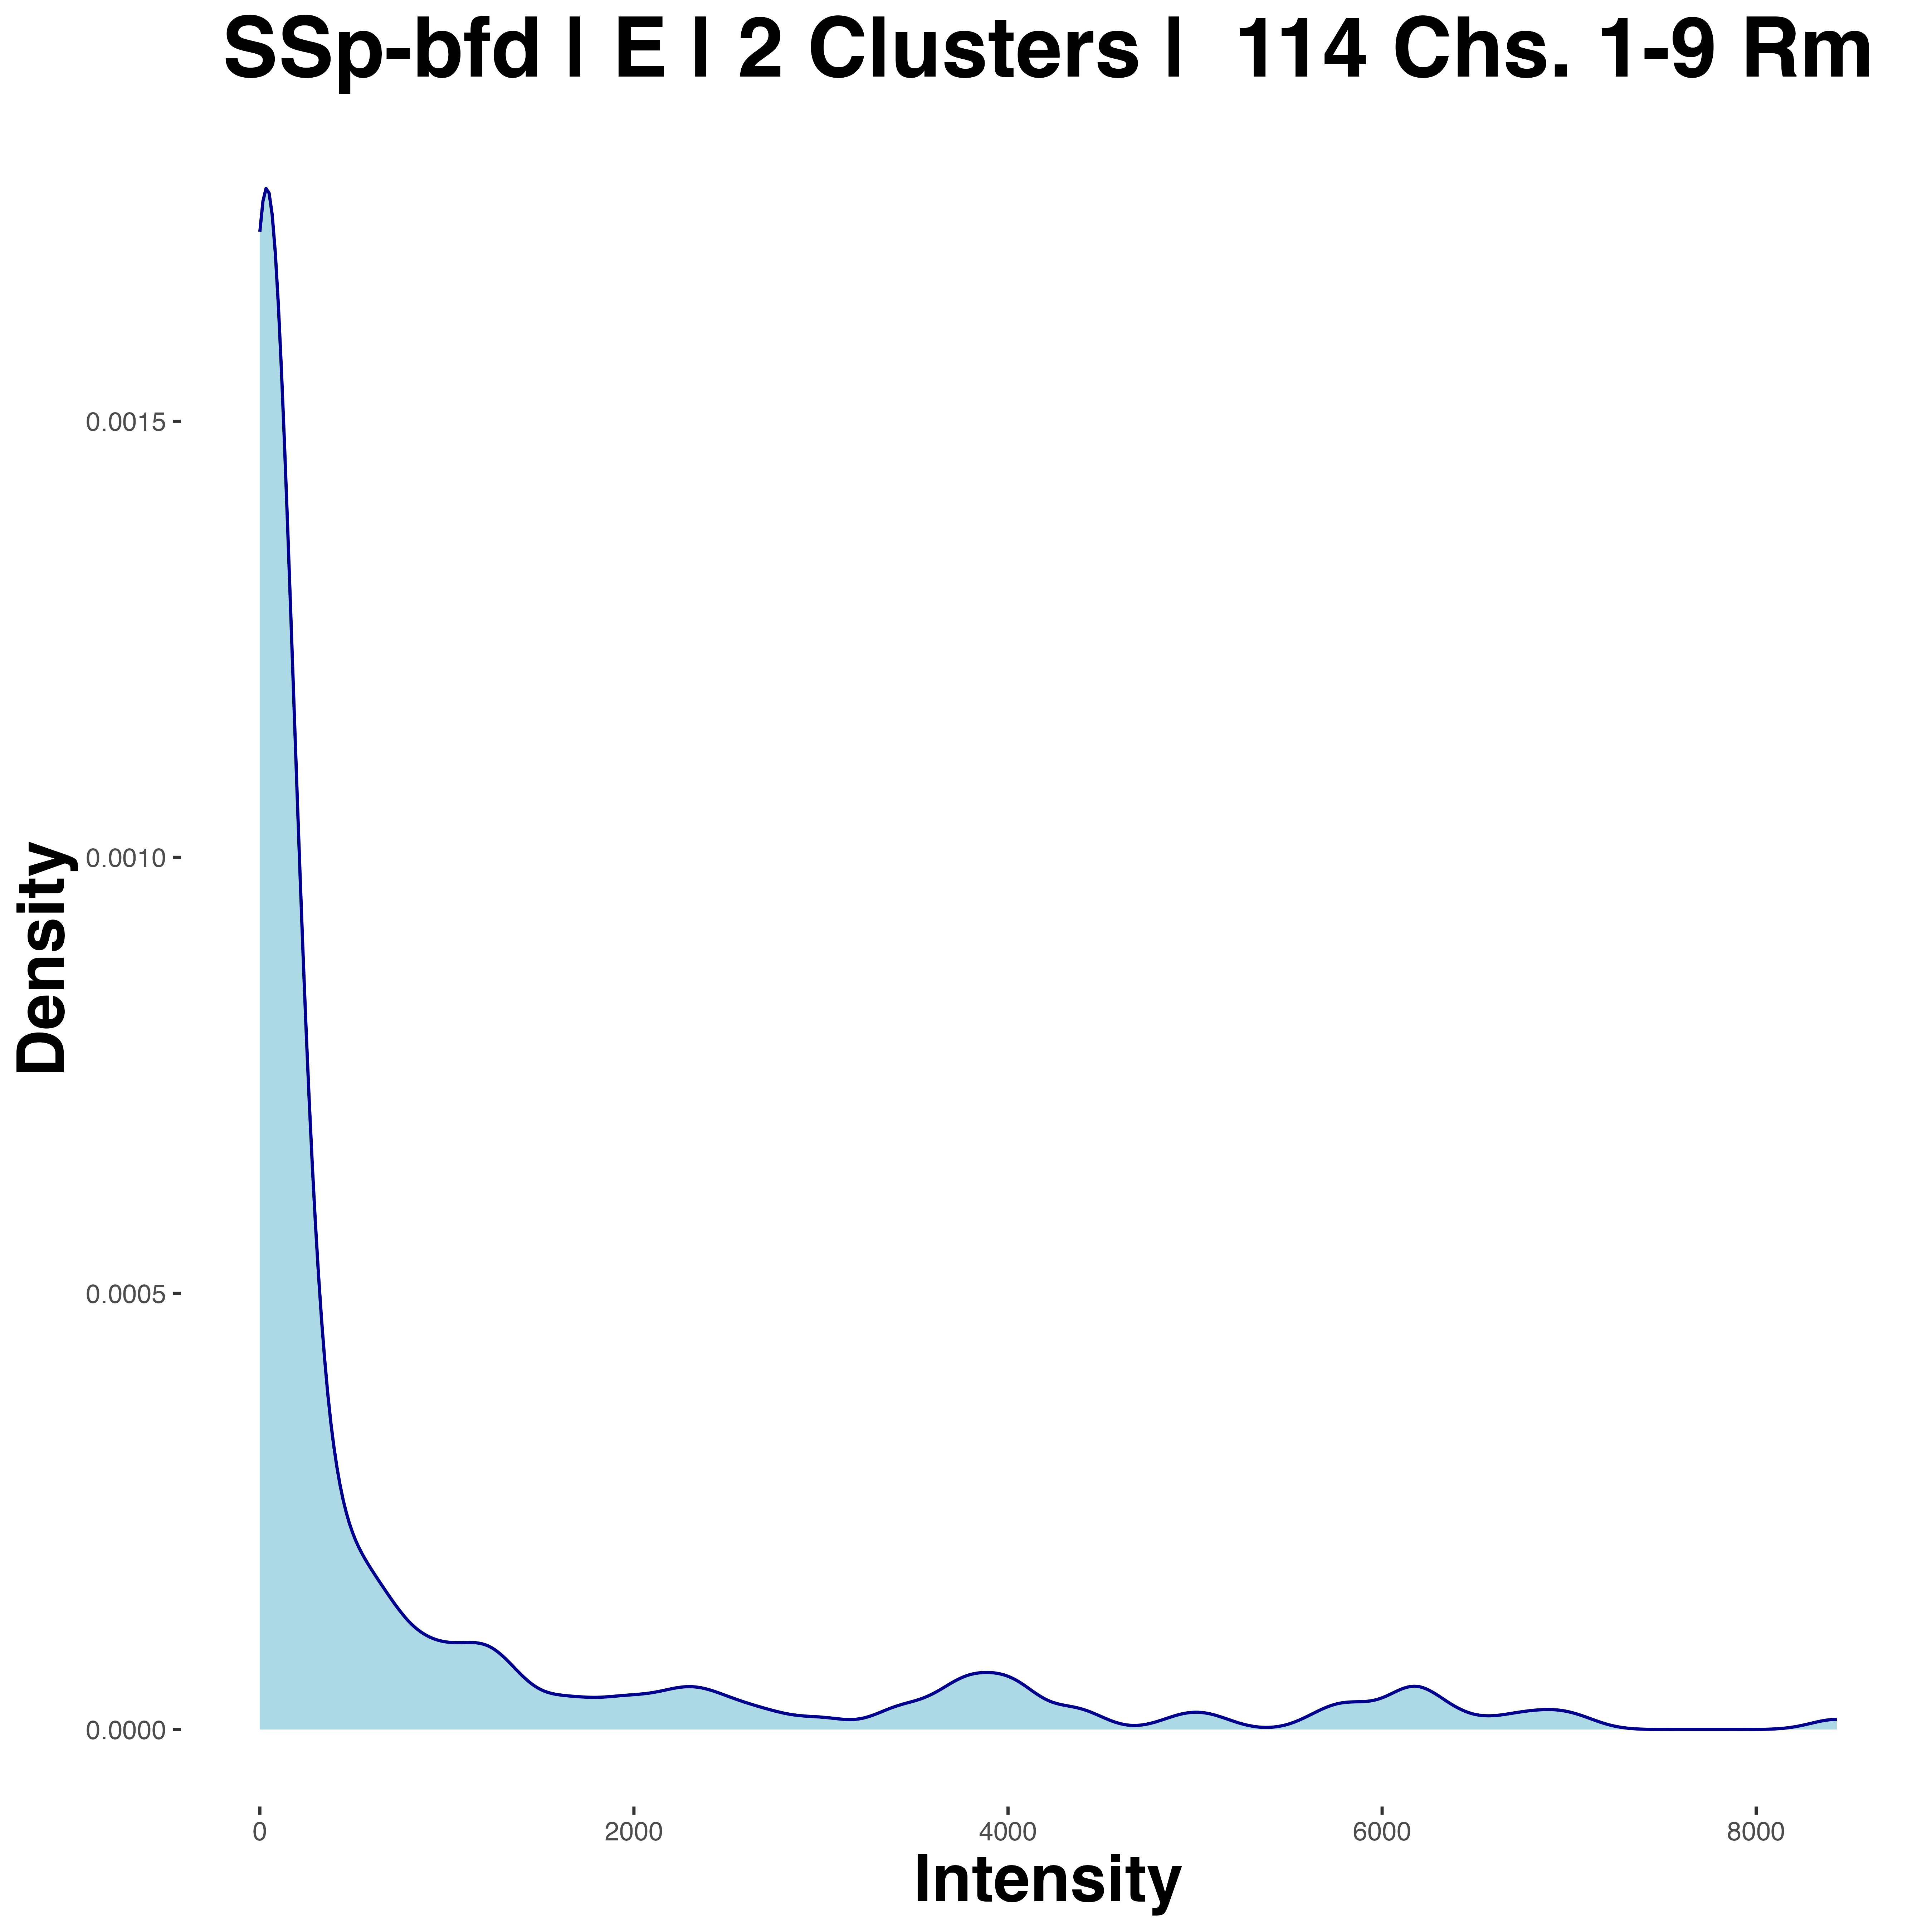 SSp-bfd | E | 2 Clusters |  114 Chs. 1-9 Rm
Density
0.0015
0.0010
0.0005
0.0000
0 2000 4000 6000 8000
Intensity